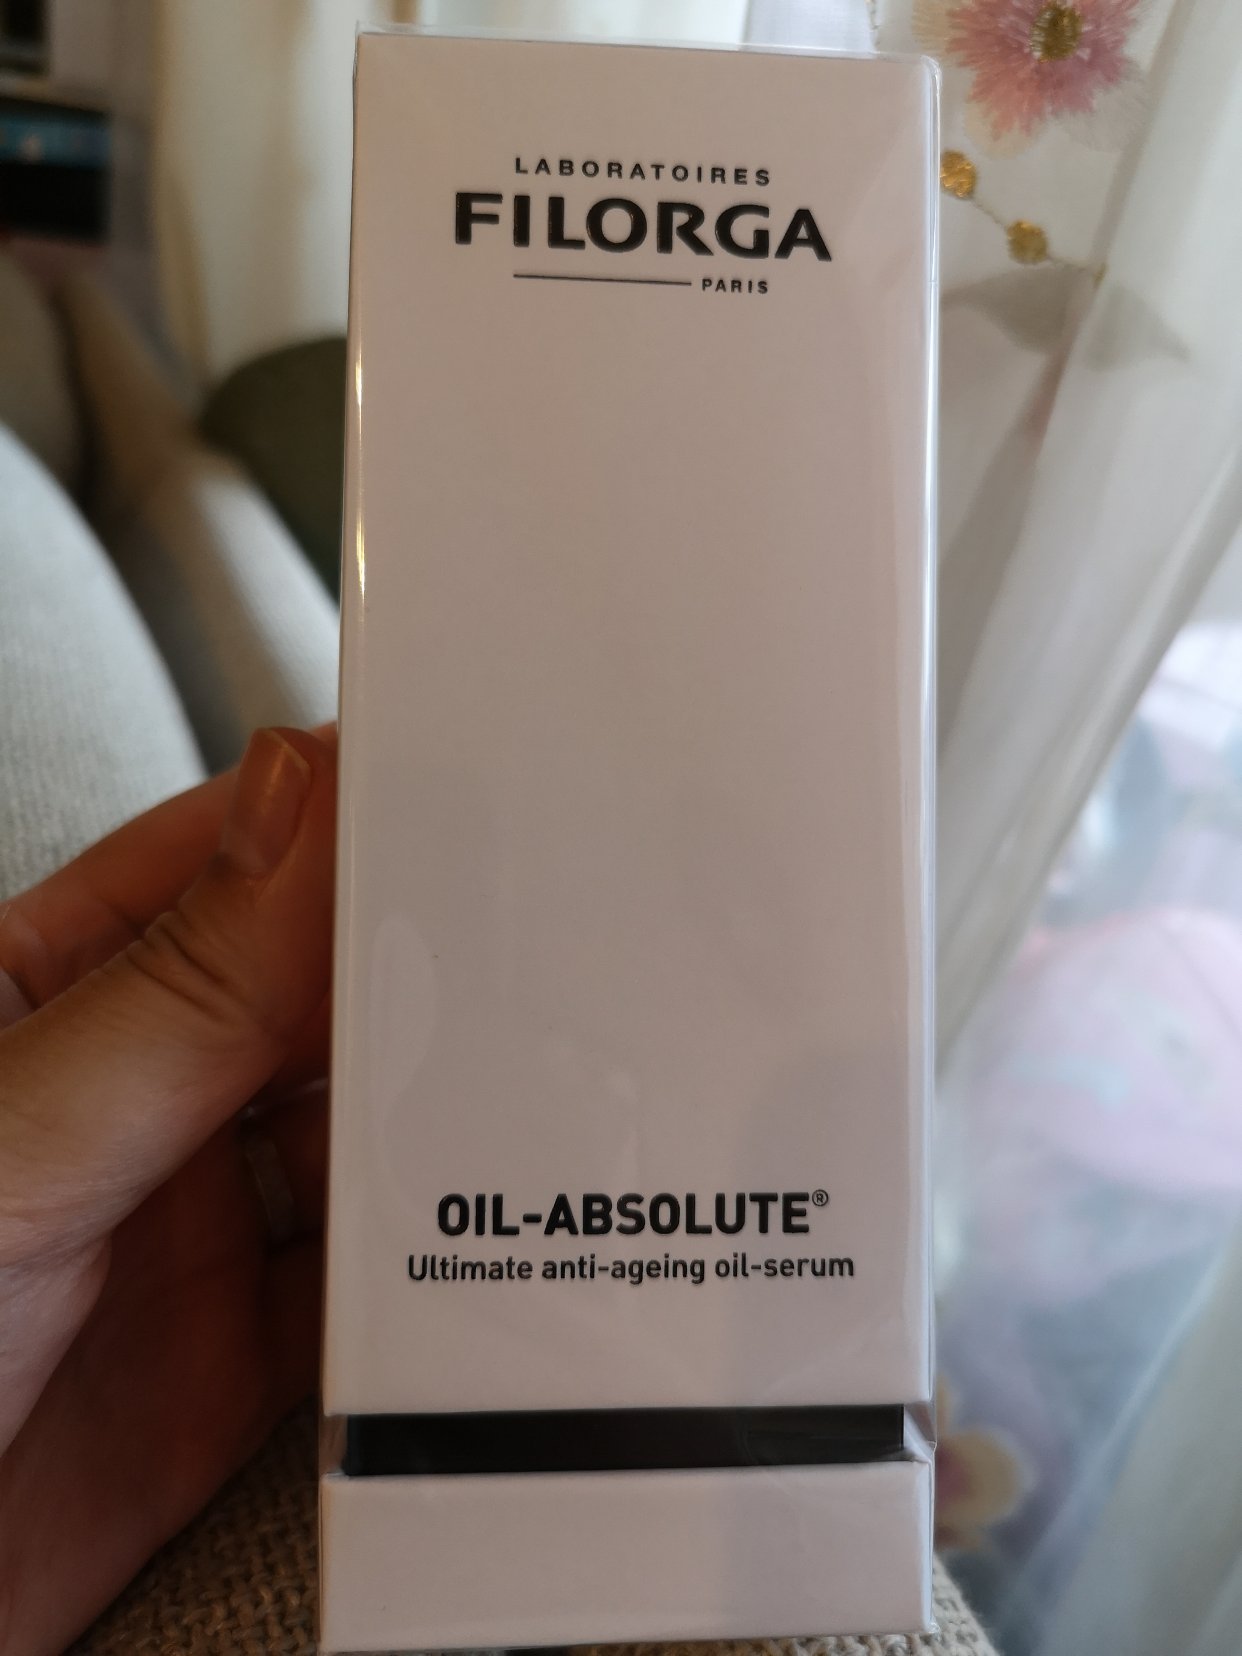 LABORATOIRES
FILORGA
PARIS
OIL-ABSOLUTE®
Ultimate anti-ageing oil-serum